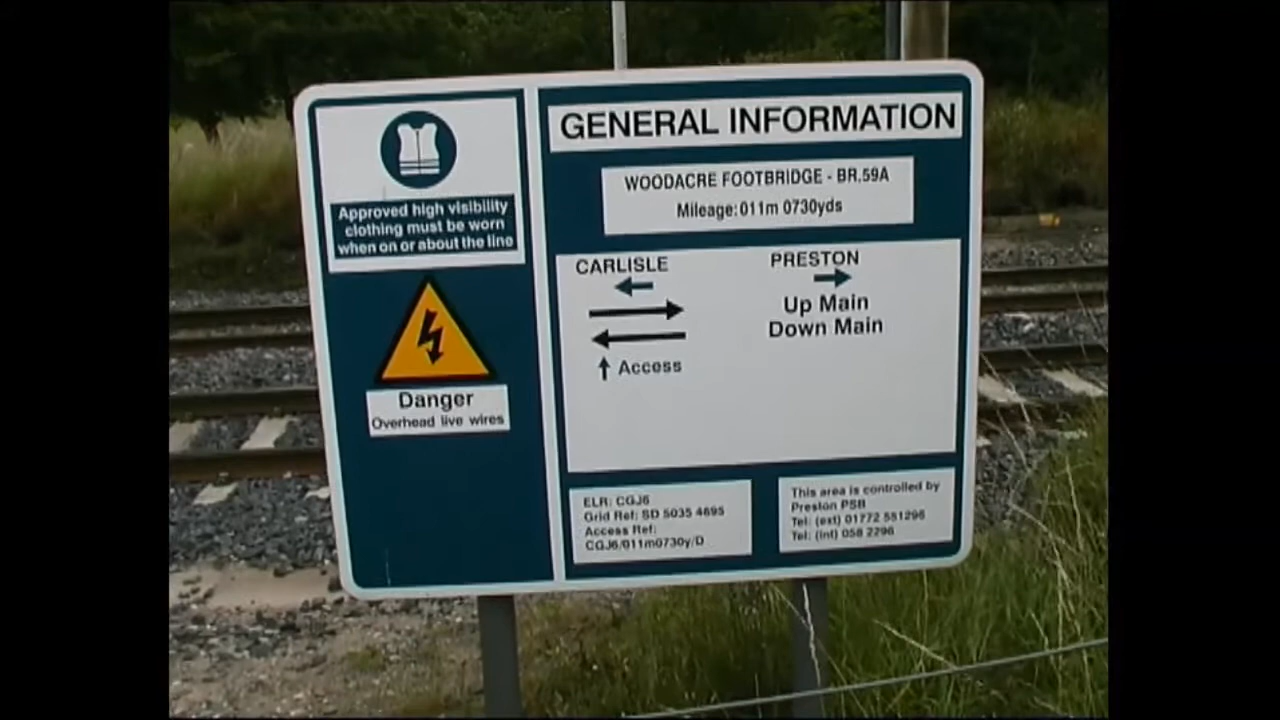 Approved high visibility
clothing must be worn
when on or about the line
Danger
Overhead live wires
GENERAL INFORMATION
WOODACRE FOOTBRIDGE - BR.59A
Mileage: 011m 0730yds
CARLISLE PRESTON
Up Main
Down Main
Access
ELR: CGJ6
Grid Ref: SD 5035 4695
Access Ref:
CGJ6/011m0730y/D
This area is controlled by
Preston PSB
Tel: (ext) 01772 551296
Tel: (int) 058 2296